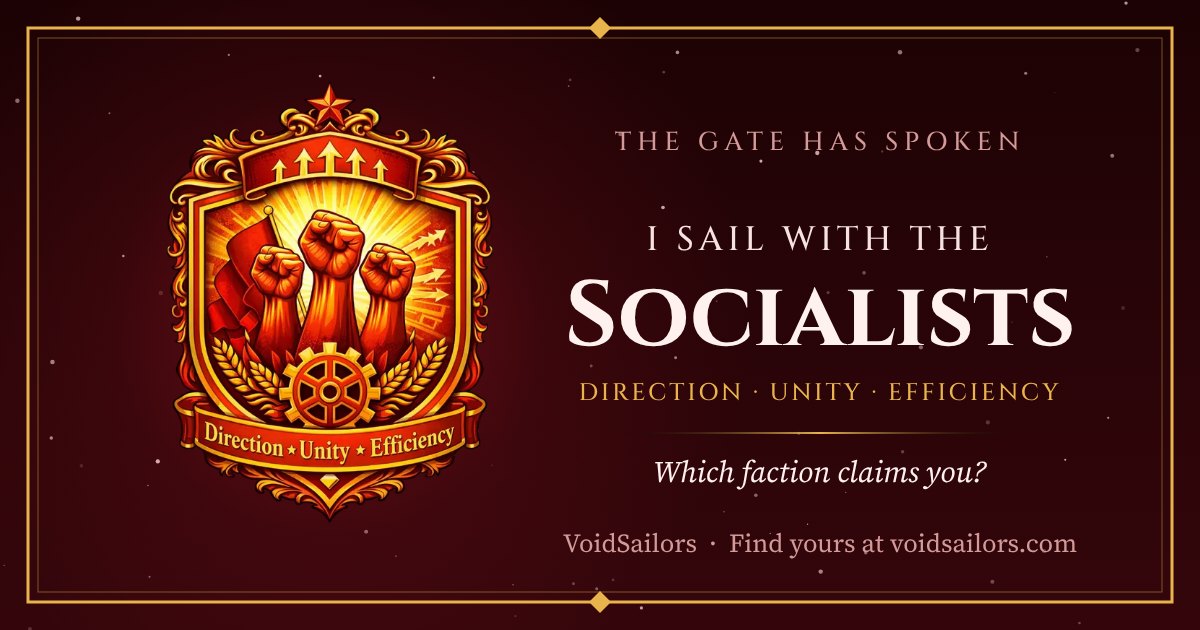 THE GATE HAS SPOKEN
I SAIL WITH THE
SOCIALISTS
DIRECTION · UNITY · EFFICIENCY
Which faction claims you?
VoidSailors · Find yours at voidsailors.com
Direction ★ Unity ★ Efficiency